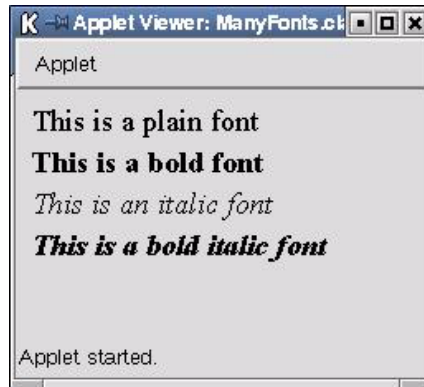 Applet Viewer: ManyFonts.cla
Applet
This is a plain font
This is a bold font
This is an italic font
This is a bold italic font
Applet started.